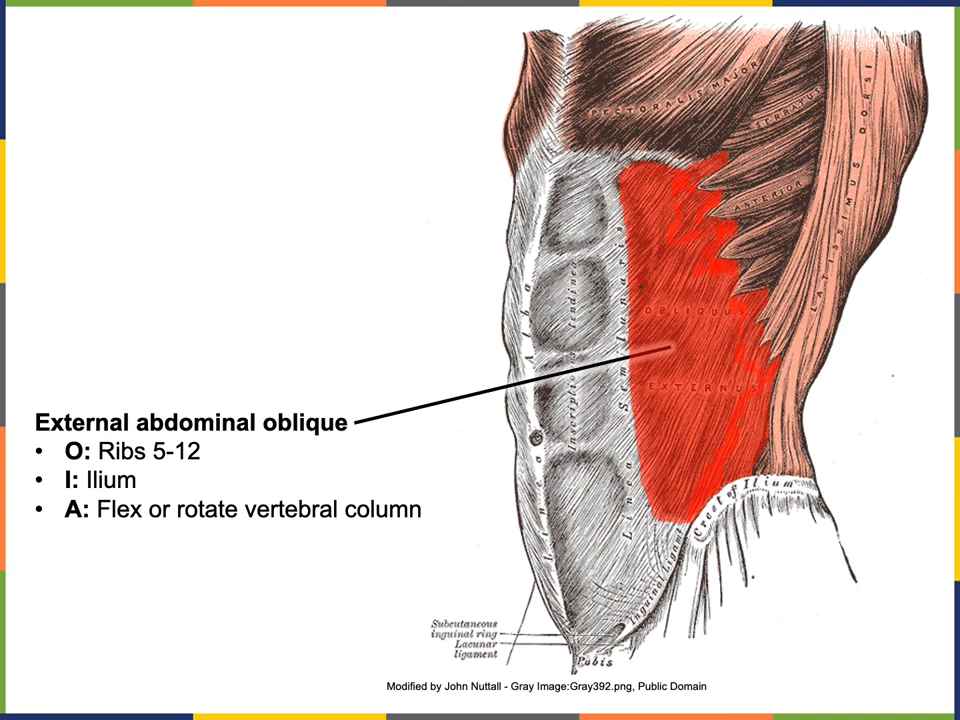 PECTORALIS MAJOR
SERRATUS
ANTERIOR
LATISSIMUS DORSI
OBLIQUUS
EXTERNUS
Linea Alba
Inscriptiones tendineæ
Linea Semilunaris
Crest of Ilium
Inguinal Ligamt
External abdominal oblique
• O: Ribs 5-12
• I: Ilium
• A: Flex or rotate vertebral column
Subcutaneous
inguinal ring
Lacunar
ligament
Pubis
Modified by John Nuttall - Gray Image:Gray392.png, Public Domain